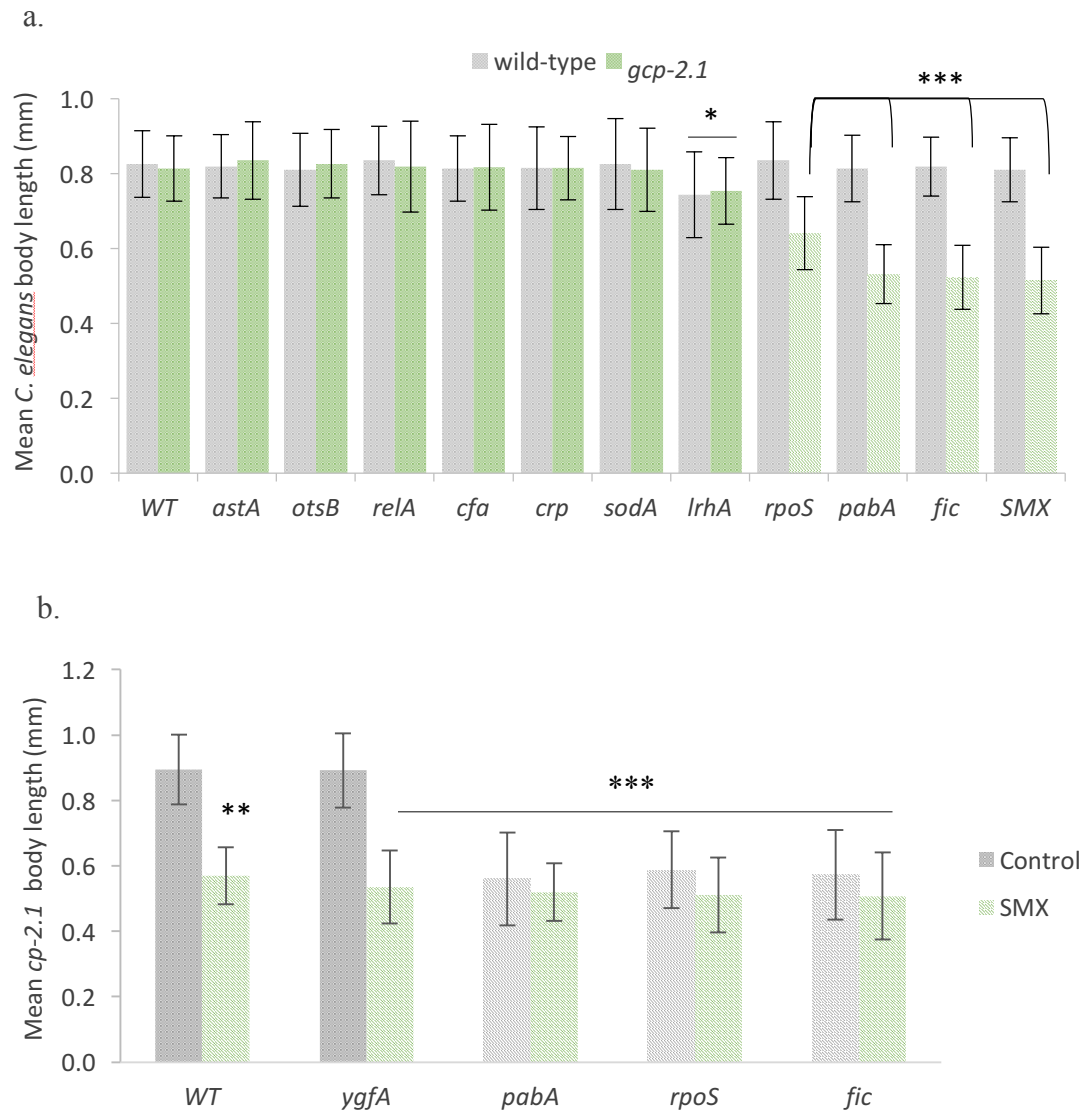 a.
wild-type gcp-2.1
Mean C. elegans body length (mm)
1.0
0.8
0.6
0.4
0.2
0.0
*
***
WT astA otsB relA cfa crp sodA lrhA rpoS pabA fic SMX
b.
Mean cp-2.1 body length (mm)
1.2
1.0
0.8
0.6
0.4
0.2
0.0
**
***
Control
SMX
WT ygfA pabA rpoS fic